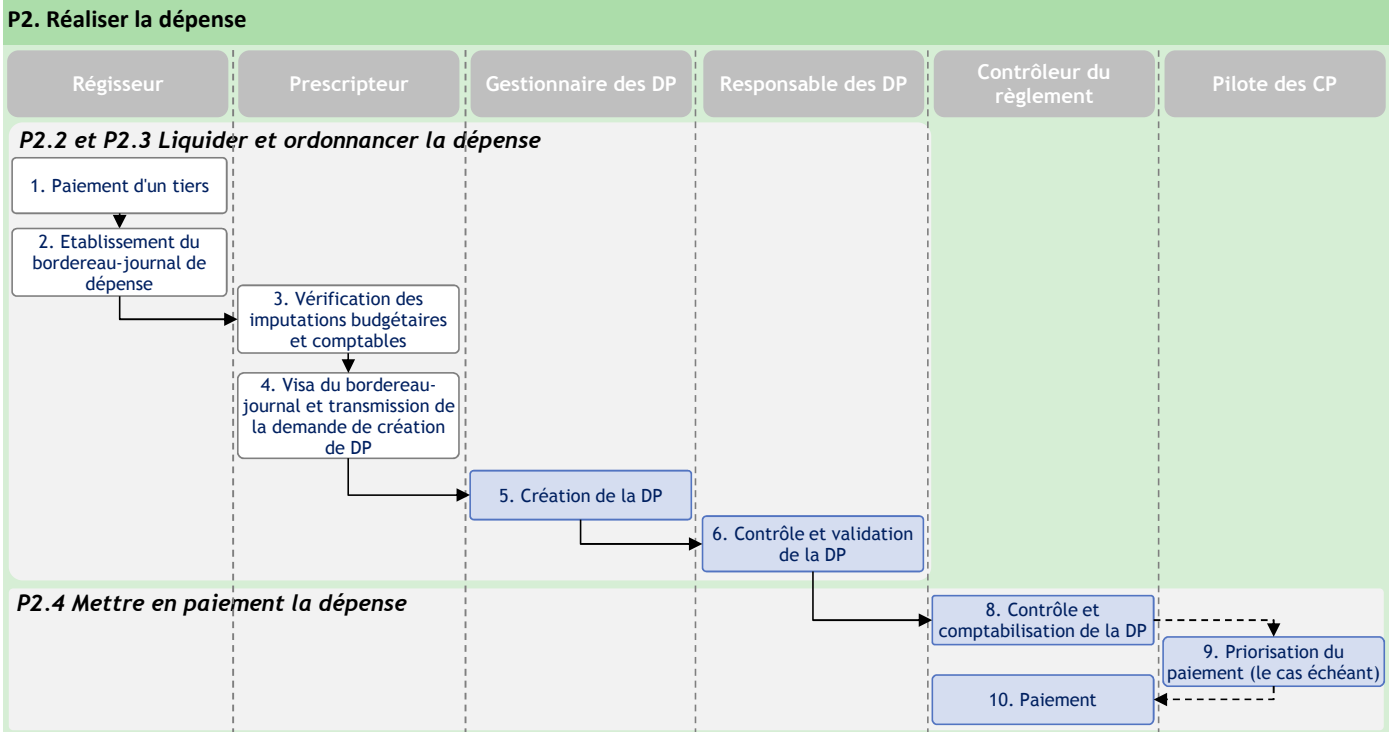 P2. Réaliser la dépense
Régisseur
Prescripteur
Gestionnaire des DP
Responsable des DP
Contrôleur du
règlement
Pilote des CP
P2.2 et P2.3 Liquider et ordonnancer la dépense
1. Paiement d'un tiers
2. Etablissement du
bordereau-journal de
dépense
3. Vérification des
imputations budgétaires
et comptables
4. Visa du bordereau-
journal et transmission de
la demande de création
de DP
5. Création de la DP
6. Contrôle et validation
de la DP
P2.4 Mettre en paiement la dépense
8. Contrôle et
comptabilisation de la DP
9. Priorisation du
paiement (le cas échéant)
10. Paiement